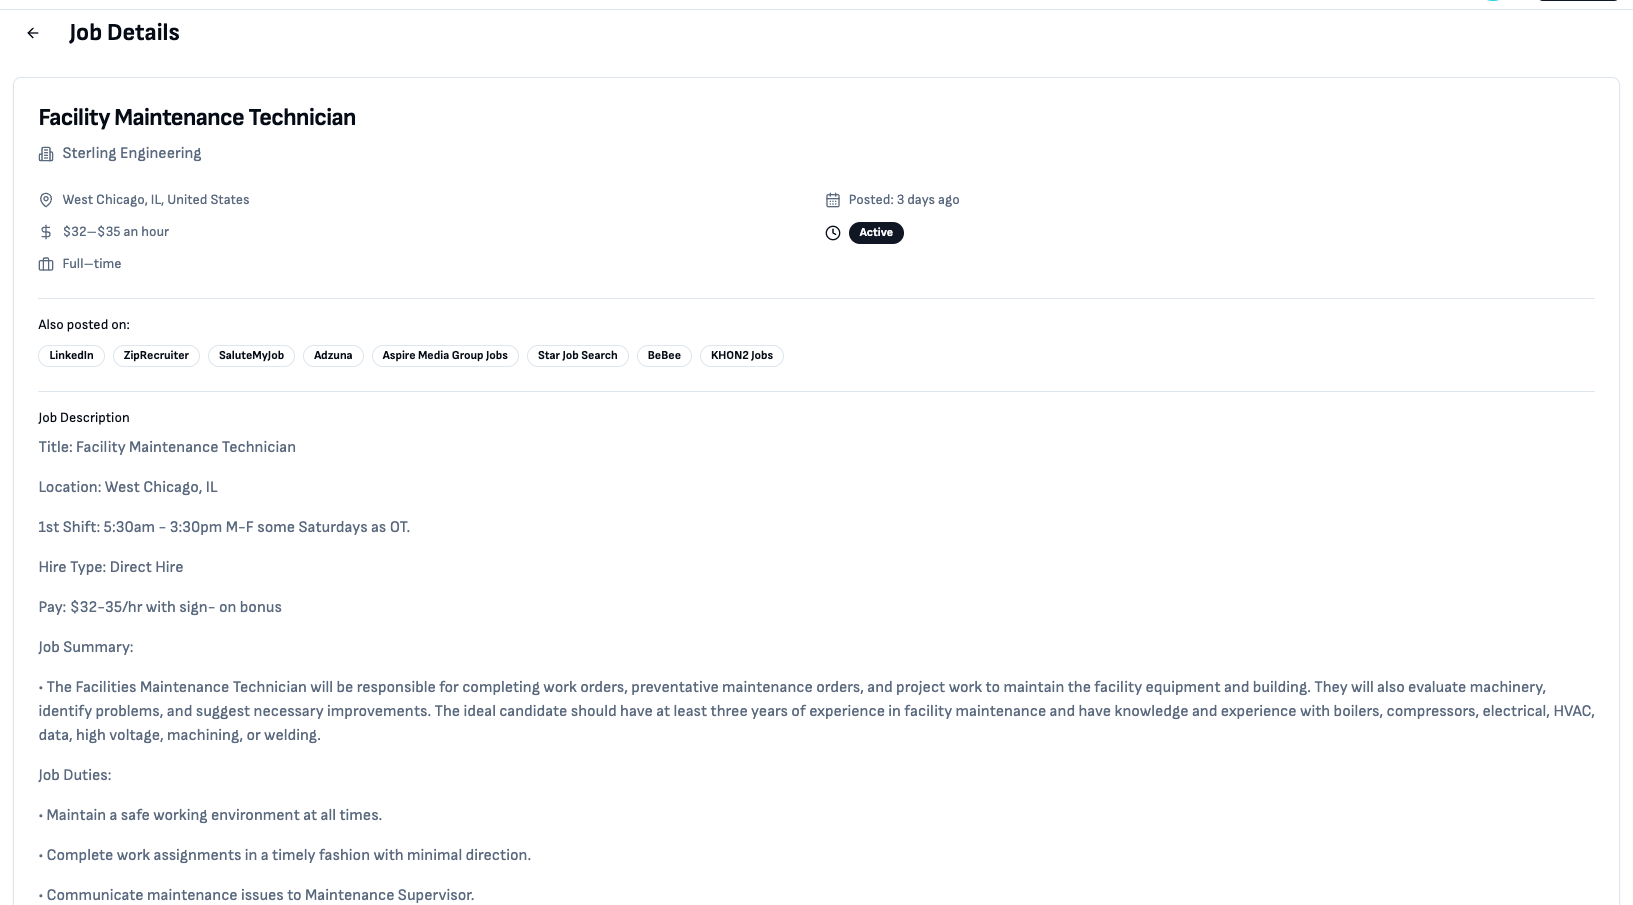 Job Details
Facility Maintenance Technician
Sterling Engineering
West Chicago, IL, United States
Posted: 3 days ago
$32–$35 an hour
Active
Full–time
Also posted on:
LinkedIn
ZipRecruiter
SaluteMyJob
Adzuna
Aspire Media Group Jobs
Star Job Search
BeBee
KHON2 Jobs
Job Description
Title: Facility Maintenance Technician
Location: West Chicago, IL
1st Shift: 5:30am - 3:30pm M-F some Saturdays as OT.
Hire Type: Direct Hire
Pay: $32-35/hr with sign- on bonus
Job Summary:
• The Facilities Maintenance Technician will be responsible for completing work orders, preventative maintenance orders, and project work to maintain the facility equipment and building. They will also evaluate machinery,
identify problems, and suggest necessary improvements. The ideal candidate should have at least three years of experience in facility maintenance and have knowledge and experience with boilers, compressors, electrical, HVAC,
data, high voltage, machining, or welding.
Job Duties:
• Maintain a safe working environment at all times.
• Complete work assignments in a timely fashion with minimal direction.
• Communicate maintenance issues to Maintenance Supervisor.